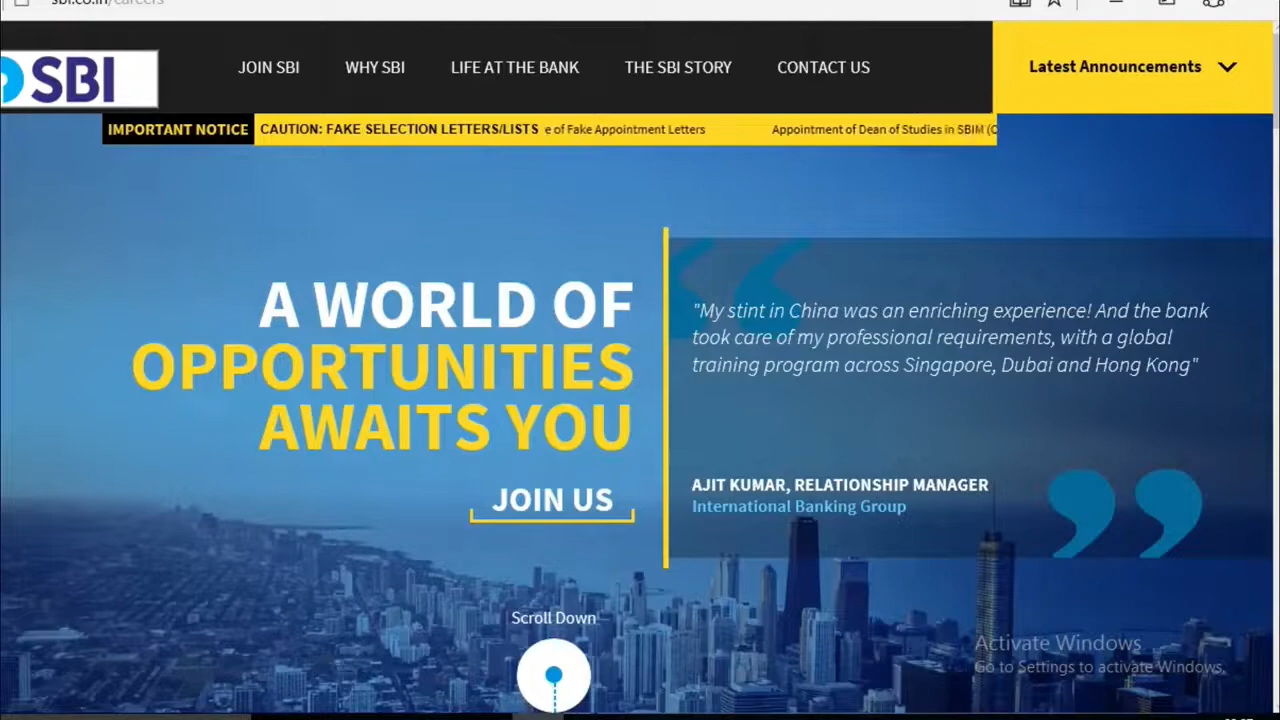 sbi.co.in/careers
SBI
JOIN SBI
WHY SBI
LIFE AT THE BANK
THE SBI STORY
CONTACT US
Latest Announcements
IMPORTANT NOTICE
CAUTION: FAKE SELECTION LETTERS/LISTS
e of Fake Appointment Letters
Appointment of Dean of Studies in SBIM (C
A WORLD OF
OPPORTUNITIES
AWAITS YOU
JOIN US
"My stint in China was an enriching experience! And the bank
took care of my professional requirements, with a global
training program across Singapore, Dubai and Hong Kong"
AJIT KUMAR, RELATIONSHIP MANAGER
International Banking Group
Scroll Down
Activate Windows
Go to Settings to activate Windows.